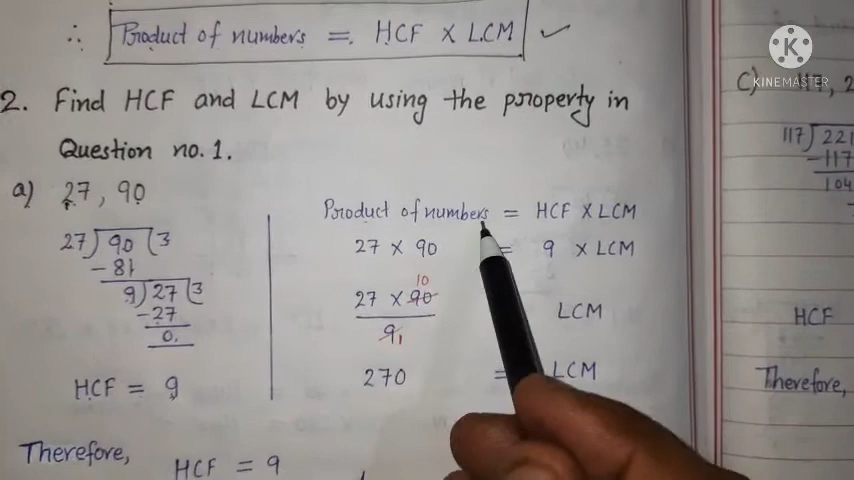 ∴ Product of numbers = HCF X LCM ✓
K
KINEMASTER
2. Find HCF and LCM by using the property in
Question no. 1.
a) 27, 90
27) 90 (3
- 81
9) 27 (3
- 27
0.
HCF = 9
Therefore,
HCF = 9
Product of numbers = HCF X LCM
27 X 90 = 9 X LCM
10
27 X 90
9 1
LCM
270 = LCM
C) 117, 2
117) 221
- 117
104
HCF
Therefore,